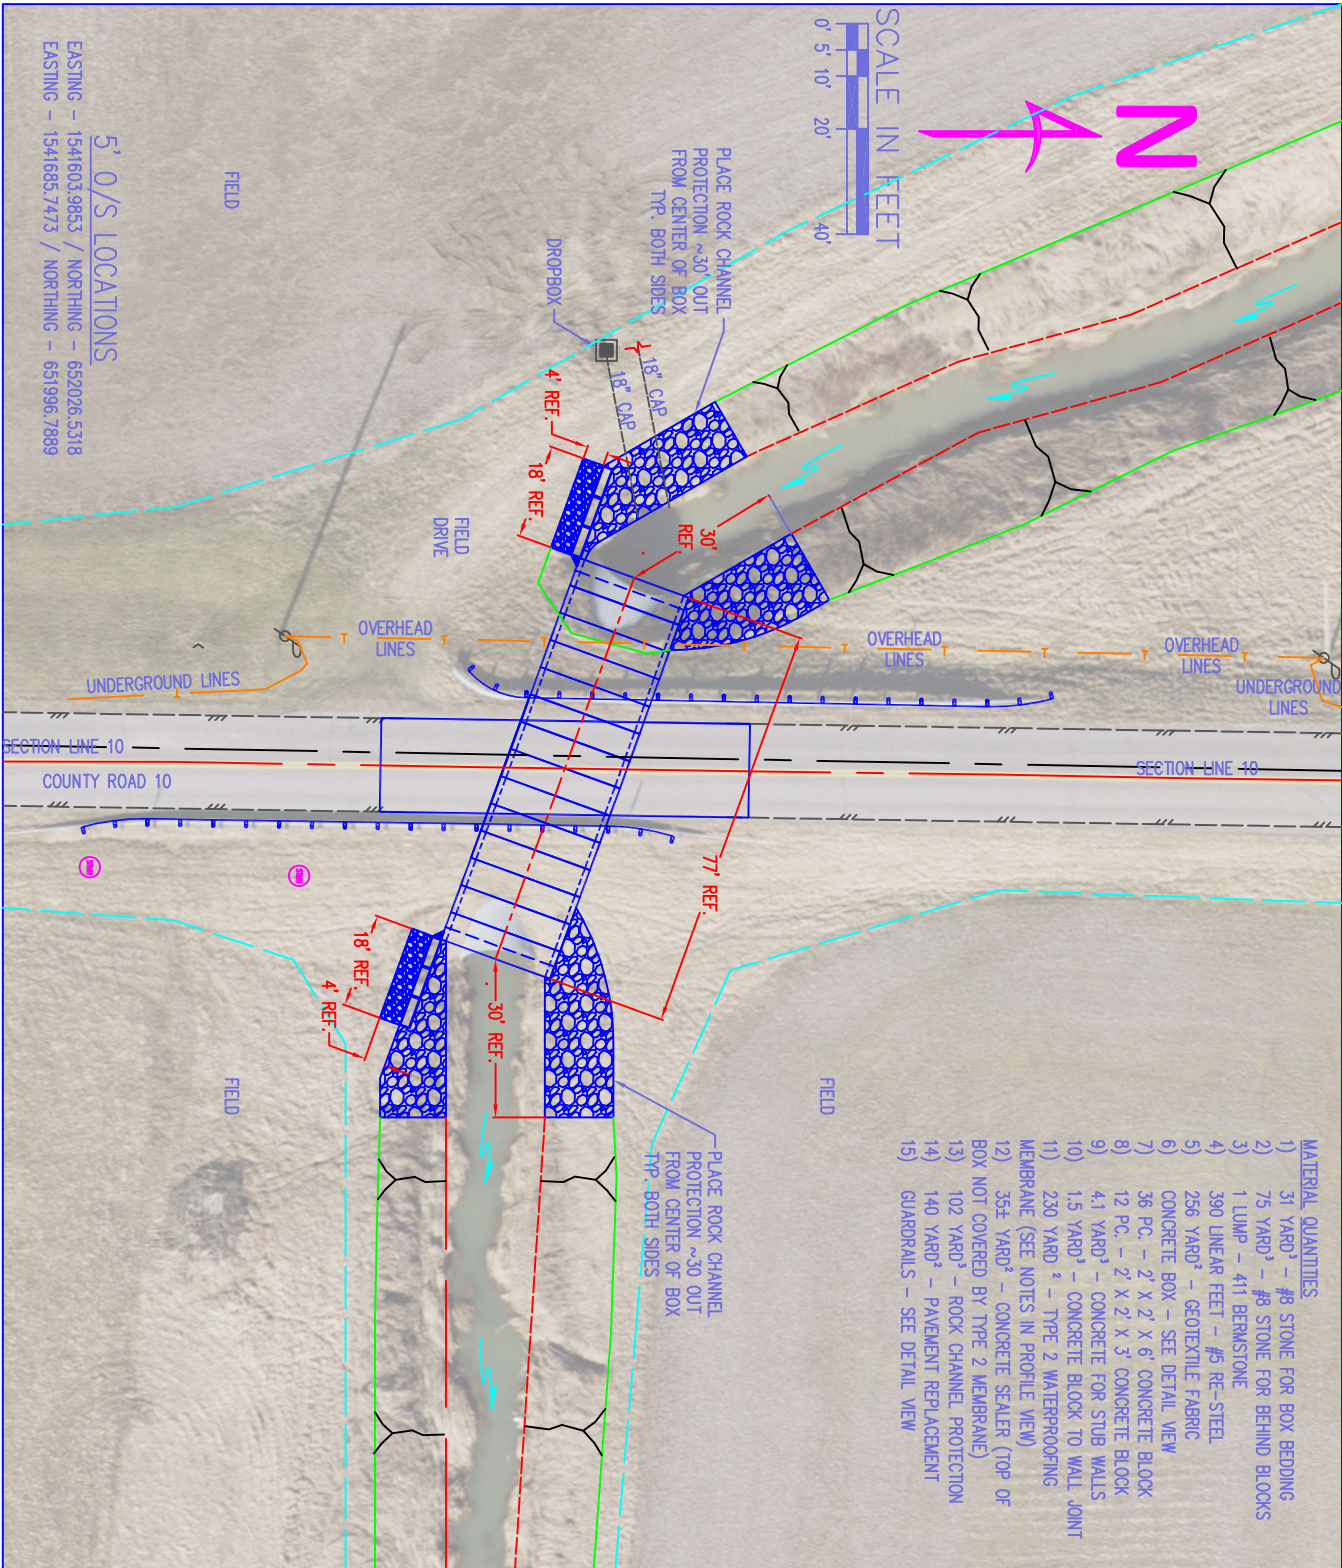 SCALE IN FEET
0' 5' 10' 20' 40'
N
PLACE ROCK CHANNEL
PROTECTION ~30' OUT
FROM CENTER OF BOX
TYP. BOTH SIDES
DROPBOX
18" CAP
18" CAP
4' REF.
18' REF.
30'
REF.
FIELD
FIELD
DRIVE
5' O/S LOCATIONS
EASTING - 1541603.9853 / NORTHING - 652026.5318
EASTING - 1541685.7473 / NORTHING - 651996.7889
OVERHEAD
LINES
OVERHEAD
LINES
OVERHEAD
LINES
UNDERGROUND LINES
UNDERGROUND
LINES
T T T T T T T T T T T
SECTION LINE 10
SECTION LINE 10
COUNTY ROAD 10
77' REF.
18' REF.
4' REF.
30' REF.
FIELD
FIELD
PLACE ROCK CHANNEL
PROTECTION ~30 OUT
FROM CENTER OF BOX
TYP. BOTH SIDES
MATERIAL QUANTITIES
1) 31 YARD³ - #8 STONE FOR BOX BEDDING
2) 75 YARD³ - #8 STONE FOR BEHIND BLOCKS
3) 1 LUMP - 411 BERMSTONE
4) 390 LINEAR FEET - #5 RE-STEEL
5) 256 YARD² - GEOTEXTILE FABRIC
6) CONCRETE BOX - SEE DETAIL VIEW
7) 36 PC. - 2' X 2' X 6' CONCRETE BLOCK
8) 12 PC. - 2' X 2' X 3' CONCRETE BLOCK
9) 4.1 YARD³ - CONCRETE FOR STUB WALLS
10) 1.5 YARD³ - CONCRETE BLOCK TO WALL JOINT
11) 230 YARD ² - TYPE 2 WATERPROOFING
MEMBRANE (SEE NOTES IN PROFILE VIEW)
12) 35± YARD² - CONCRETE SEALER (TOP OF
BOX NOT COVERED BY TYPE 2 MEMBRANE)
13) 102 YARD³ - ROCK CHANNEL PROTECTION
14) 140 YARD² - PAVEMENT REPLACEMENT
15) GUARDRAILS - SEE DETAIL VIEW